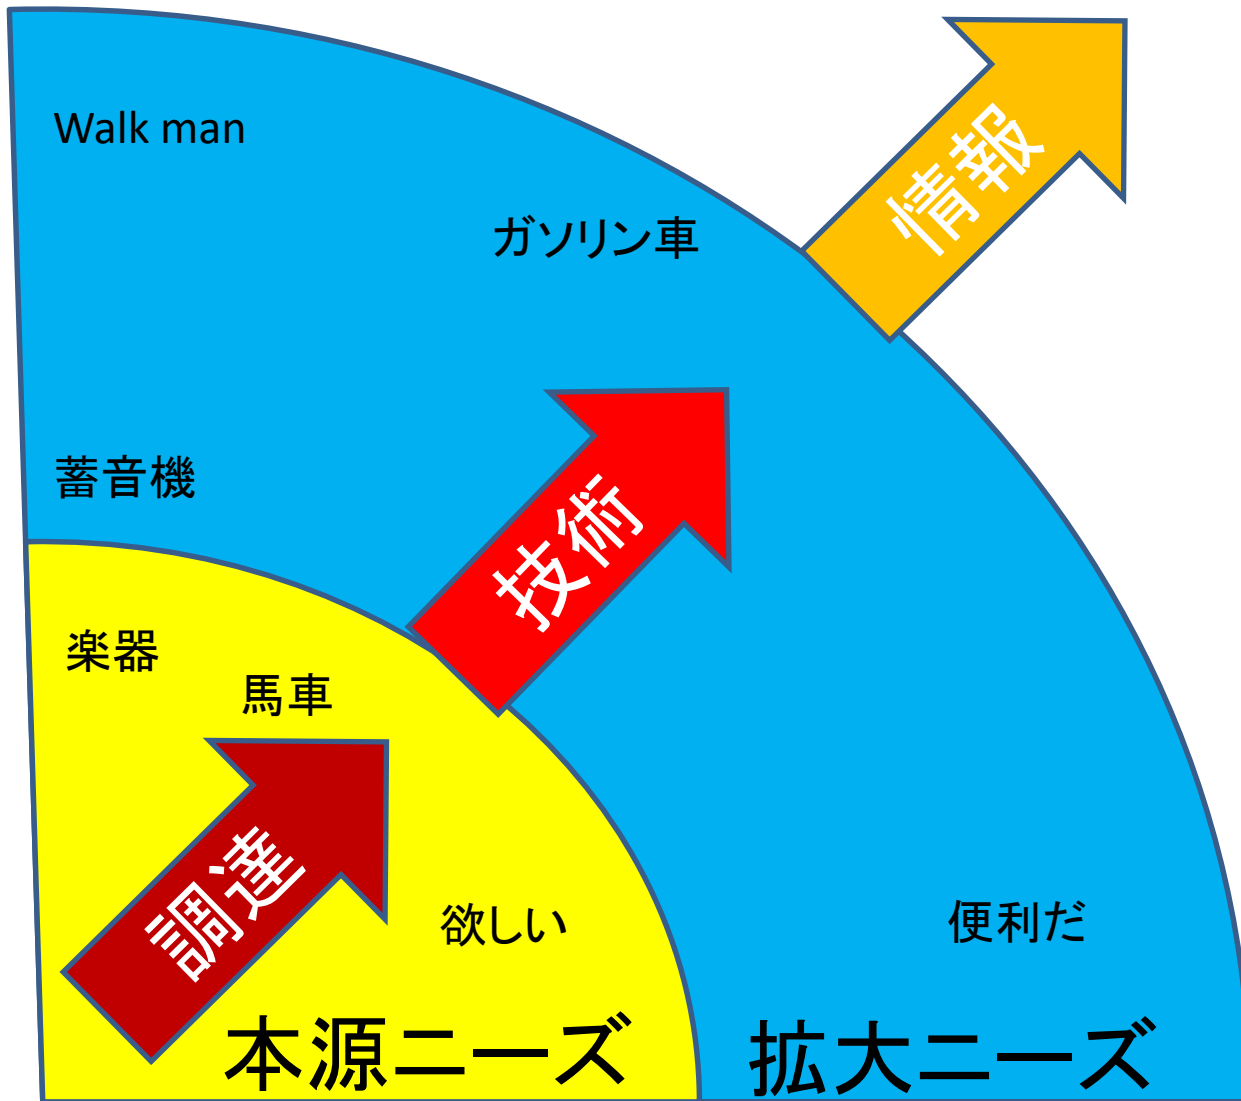 Walk man
情報
ガソリン車
蓄音機
技術
楽器
馬車
調達
欲しい
便利だ
本源ニーズ
拡大ニーズ